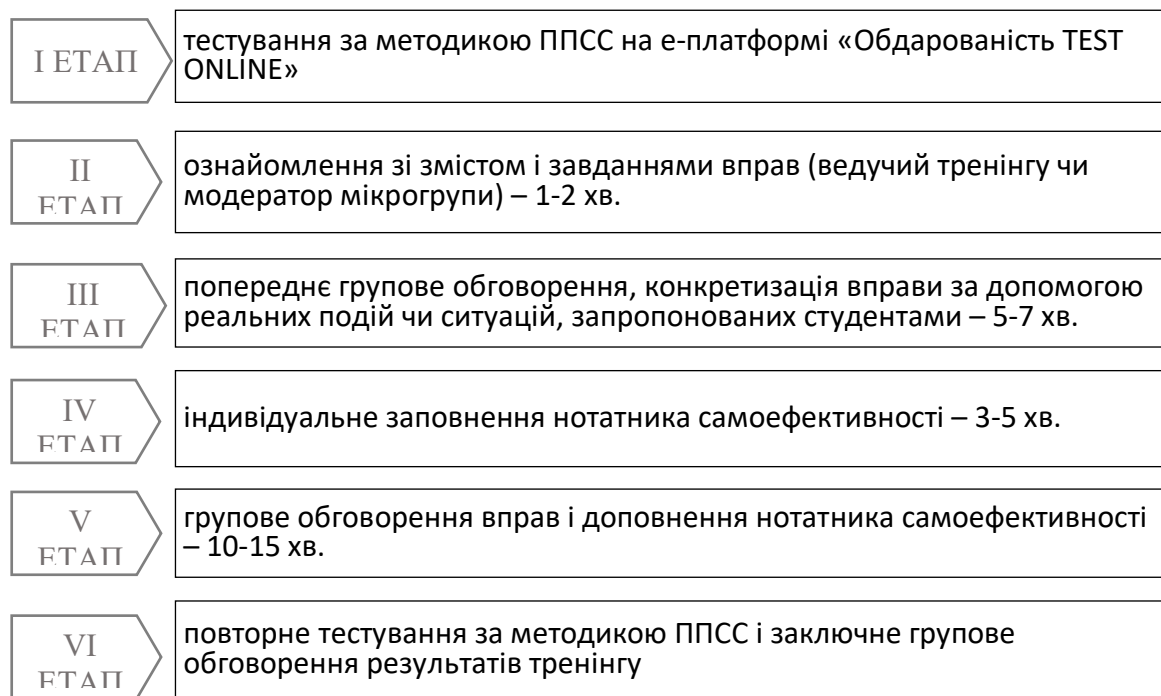 І ЕТАП
тестування за методикою ППСС на е-платформі «Обдарованість TEST
ONLINE»
ІІ
ЕТАП
ознайомлення зі змістом і завданнями вправ (ведучий тренінгу чи
модератор мікрогрупи) – 1-2 хв.
ІІІ
ЕТАП
попереднє групове обговорення, конкретизація вправи за допомогою
реальних подій чи ситуацій, запропонованих студентами – 5-7 хв.
IV
ЕТАП
індивідуальне заповнення нотатника самоефективності – 3-5 хв.
V
ЕТАП
групове обговорення вправ і доповнення нотатника самоефективності
– 10-15 хв.
VI
ЕТАП
повторне тестування за методикою ППСС і заключне групове
обговорення результатів тренінгу